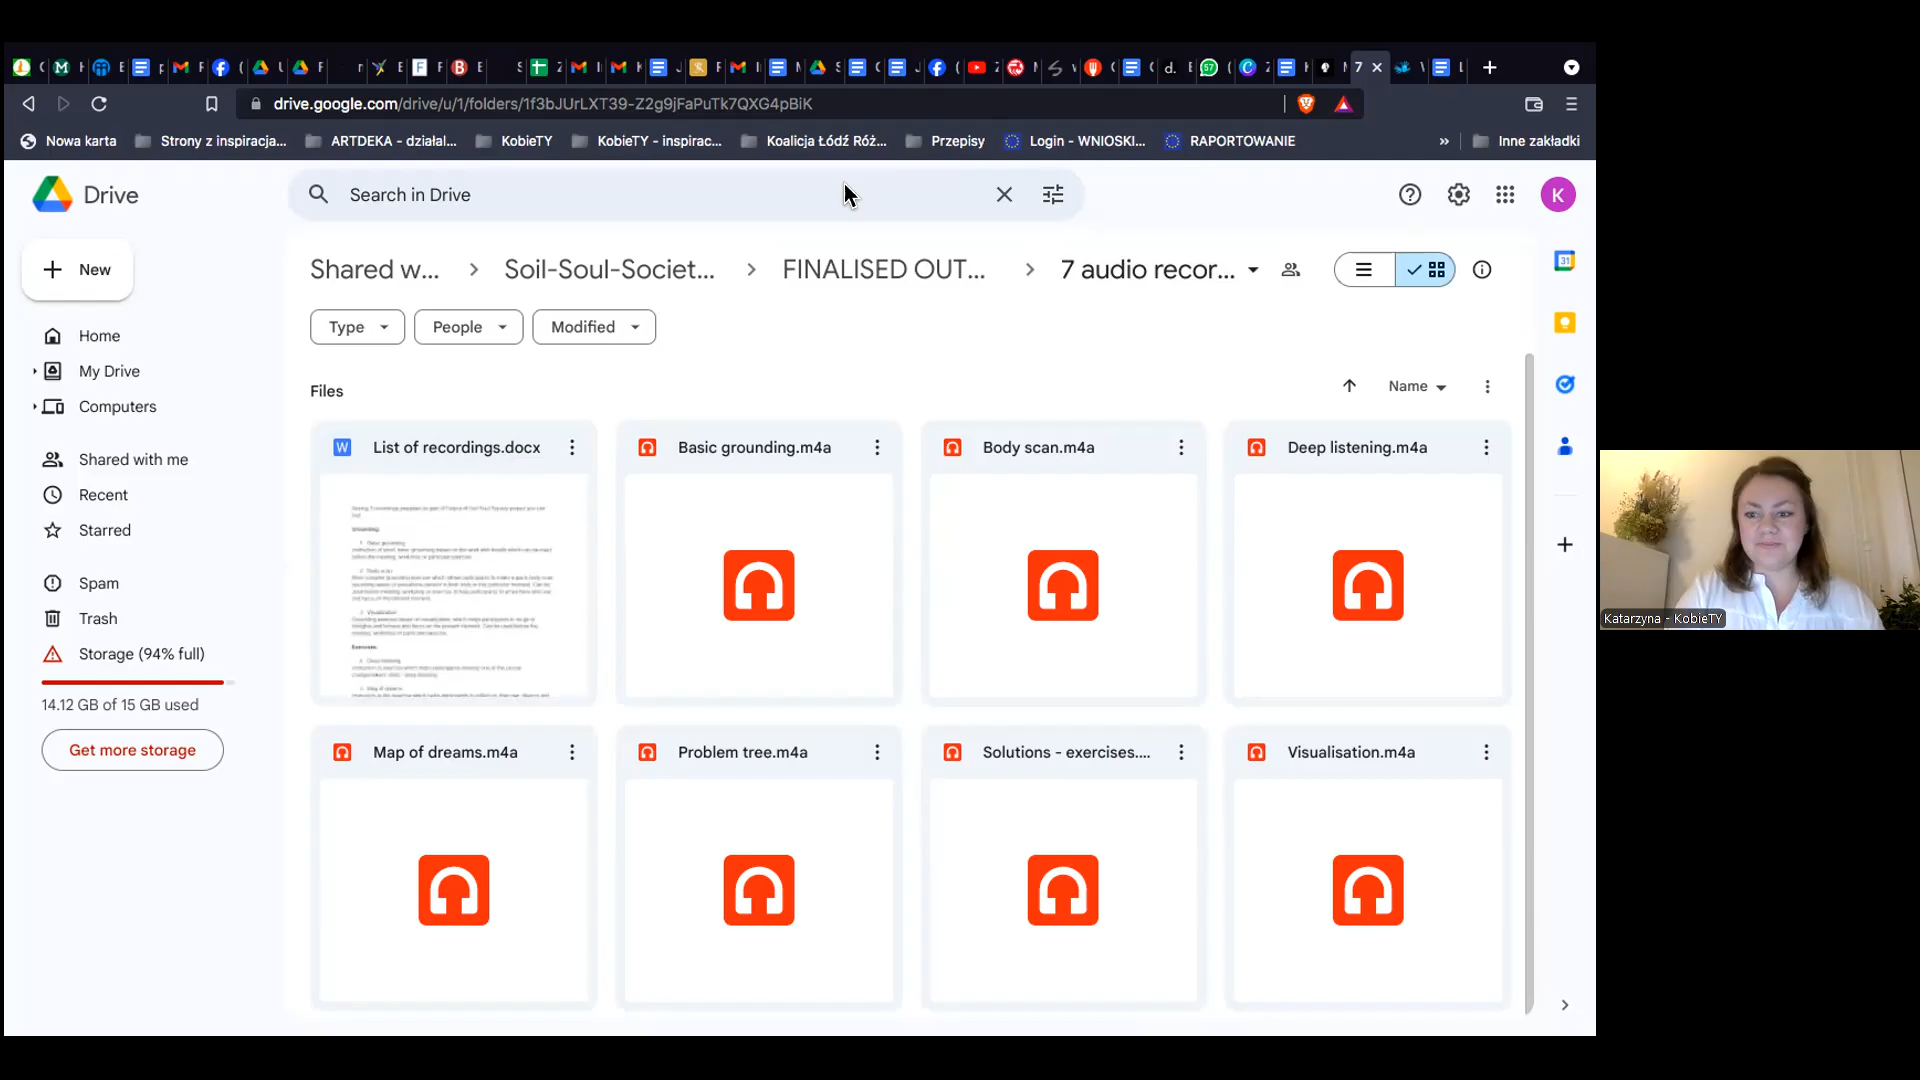 drive.google.com/drive/u/1/folders/1f3bJUrLXT39-Z2g9jFaPuTk7QXG4pBiK
Nowa karta
Strony z inspiracja...
ARTDEKA - działal...
KobieTY
KobieTY - inspirac...
Koalicja Łódź Róż...
Przepisy
Login - WNIOSKI...
RAPORTOWANIE
»
Inne zakładki
Drive
Search in Drive
K
New
Shared w... > Soil-Soul-Societ... > FINALISED OUT... > 7 audio recor...
Type
People
Modified
Home
My Drive
Computers
Shared with me
Recent
Starred
Spam
Trash
Storage (94% full)
14.12 GB of 15 GB used
Get more storage
Files
Name
List of recordings.docx
Basic grounding.m4a
Body scan.m4a
Deep listening.m4a
Map of dreams.m4a
Problem tree.m4a
Solutions - exercises....
Visualisation.m4a
Katarzyna - KobieTY